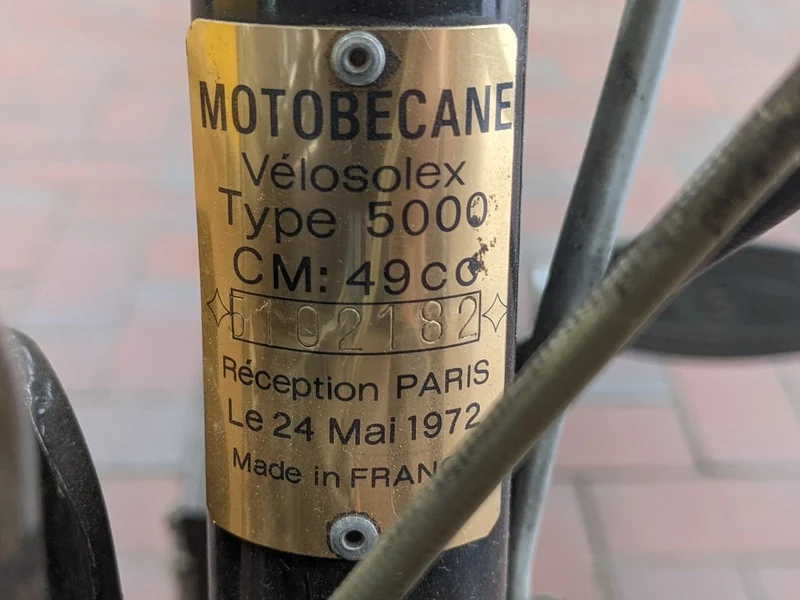 MOTOBECANE
Vélosolex
Type 5000
CM: 49cc
5102182
Réception PARIS
Le 24 Mai 1972
Made in FRAN